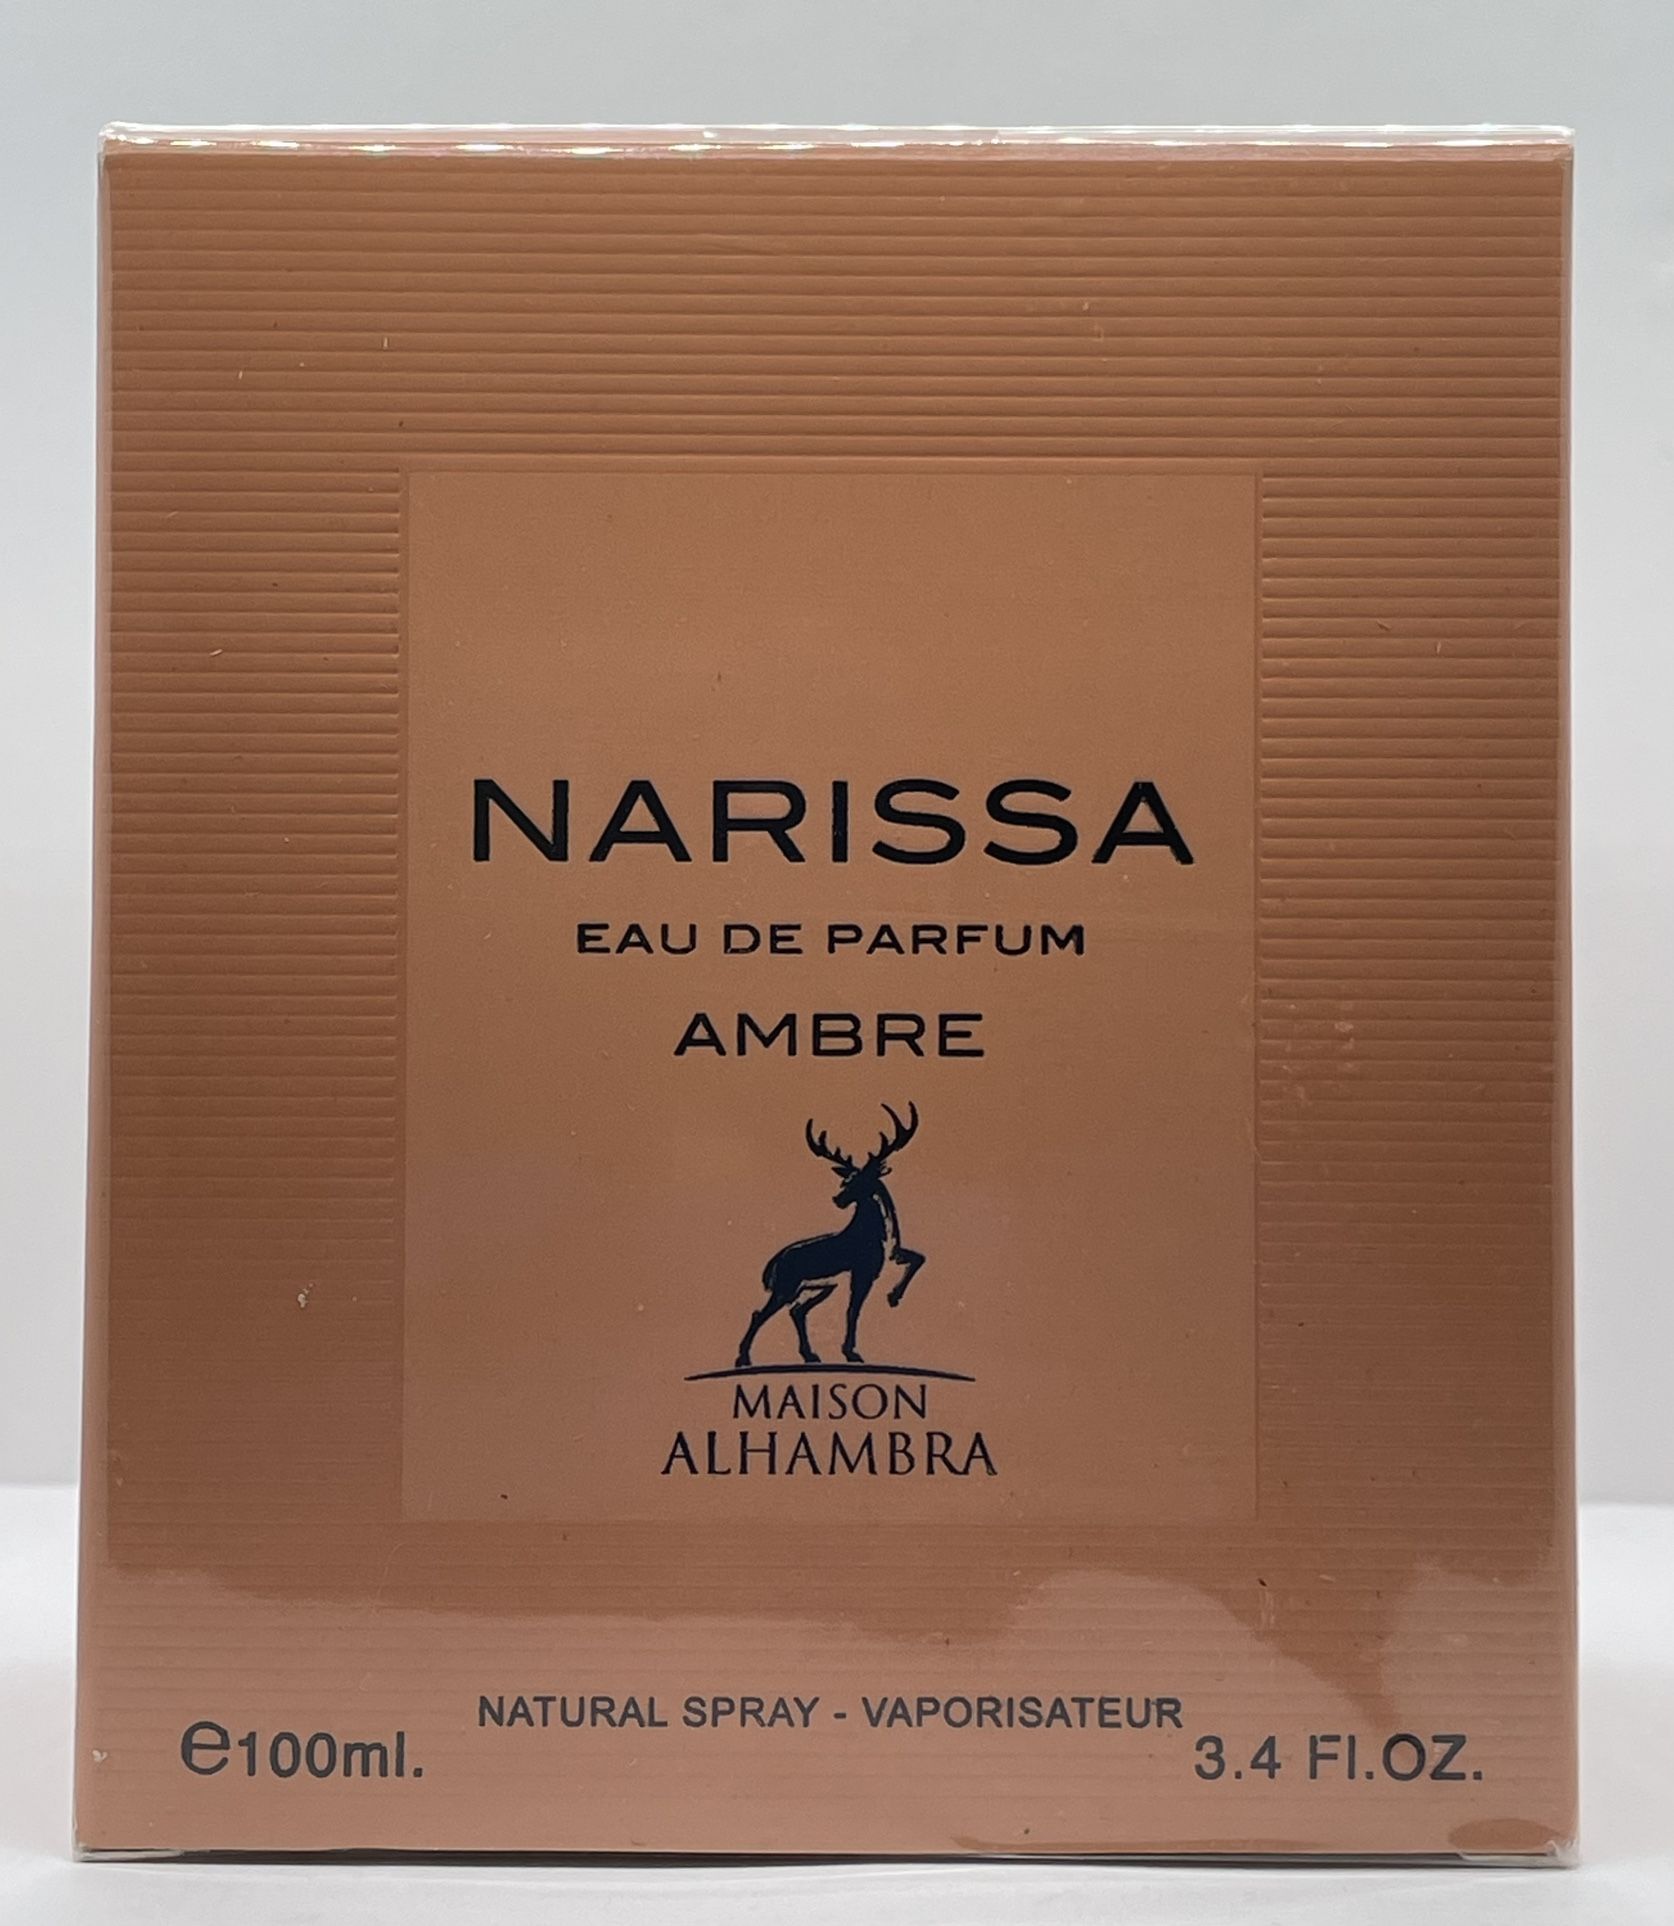 NARISSA
EAU DE PARFUM
AMBRE
MAISON
ALHAMBRA
NATURAL SPRAY - VAPORISATEUR
℮100ml. 3.4 Fl.OZ.